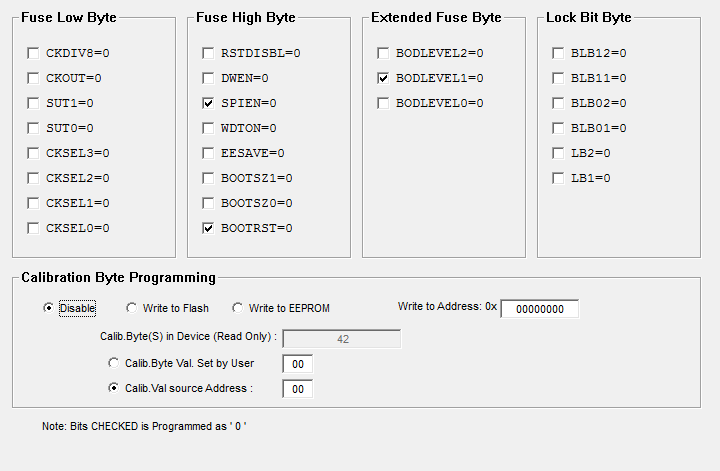 Fuse Low Byte
CKDIV8=0
CKOUT=0
SUT1=0
SUT0=0
CKSEL3=0
CKSEL2=0
CKSEL1=0
CKSEL0=0
Fuse High Byte
RSTDISBL=0
DWEN=0
SPIEN=0
WDTON=0
EESAVE=0
BOOTSZ1=0
BOOTSZ0=0
BOOTRST=0
Extended Fuse Byte
BODLEVEL2=0
BODLEVEL1=0
BODLEVEL0=0
Lock Bit Byte
BLB12=0
BLB11=0
BLB02=0
BLB01=0
LB2=0
LB1=0
Calibration Byte Programming
Disable Write to Flash Write to EEPROM Write to Address: 0x 00000000
Calib.Byte(S) in Device (Read Only) : 42
Calib.Byte Val. Set by User 00
Calib.Val source Address : 00
Note: Bits CHECKED is Programmed as ' 0 '